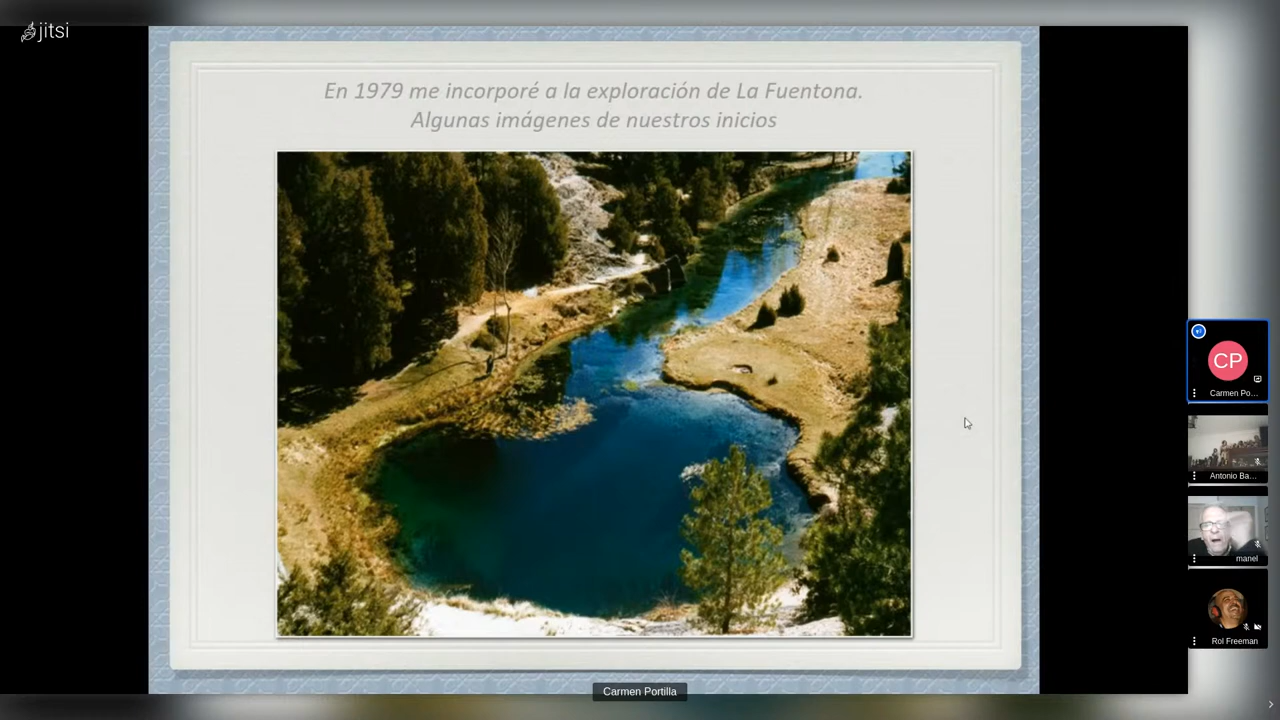 jitsi
En 1979 me incorporé a la exploración de La Fuentona.
Algunas imágenes de nuestros inicios
CP
Carmen Po...
Antonio Ba...
manel
Rol Freeman
Carmen Portilla